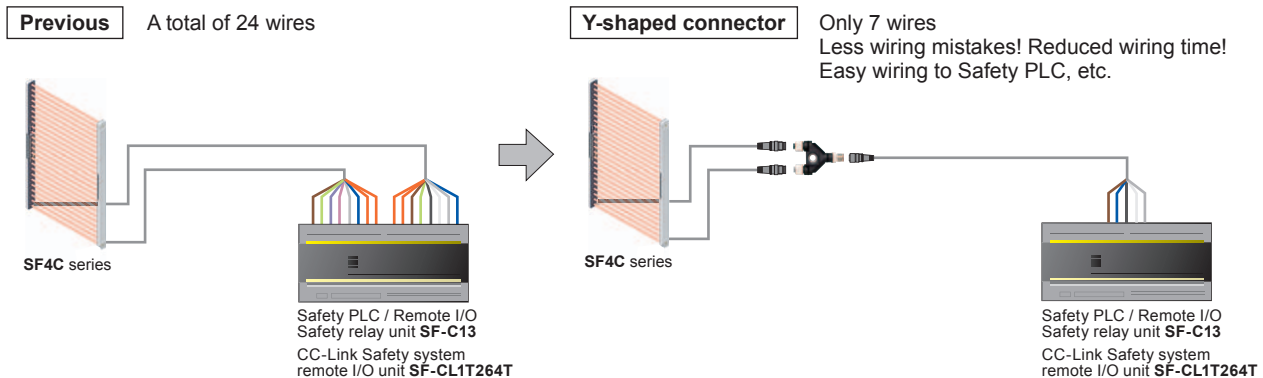 Previous
A total of 24 wires
SF4C series
Safety PLC / Remote I/O
Safety relay unit SF-C13
CC-Link Safety system
remote I/O unit SF-CL1T264T
Y-shaped connector
Only 7 wires
Less wiring mistakes! Reduced wiring time!
Easy wiring to Safety PLC, etc.
SF4C series
Safety PLC / Remote I/O
Safety relay unit SF-C13
CC-Link Safety system
remote I/O unit SF-CL1T264T